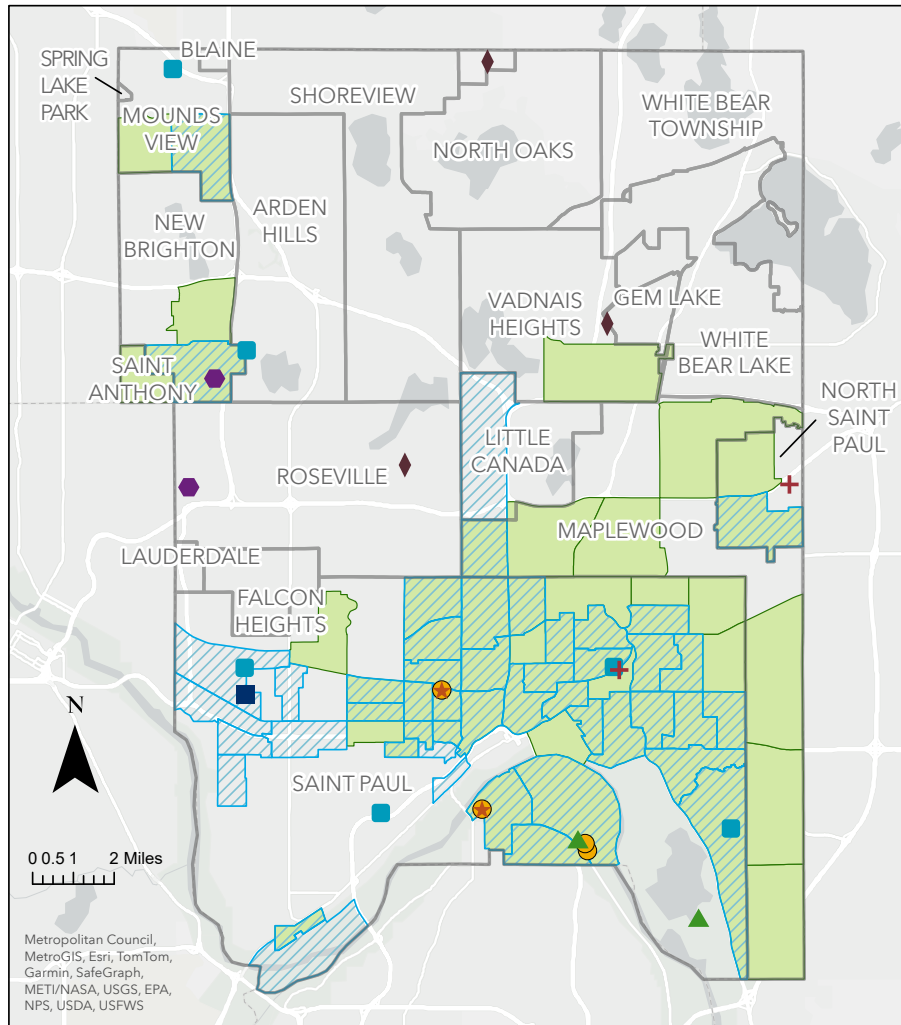 BLAINE
SPRING
LAKE
PARK
SHOREVIEW
WHITE BEAR
TOWNSHIP
MOUNDS
VIEW
NORTH OAKS
ARDEN
HILLS
NEW
BRIGHTON
VADNAIS
HEIGHTS
GEM LAKE
WHITE
BEAR LAKE
SAINT
ANTHONY
NORTH
SAINT
PAUL
LITTLE
CANADA
ROSEVILLE
MAPLEWOOD
LAUDERDALE
FALCON
HEIGHTS
N
SAINT PAUL
0 0.5 1 2 Miles
Metropolitan Council,
MetroGIS, Esri, TomTom,
Garmin, SafeGraph,
METI/NASA, USGS, EPA,
NPS, USDA, USFWS